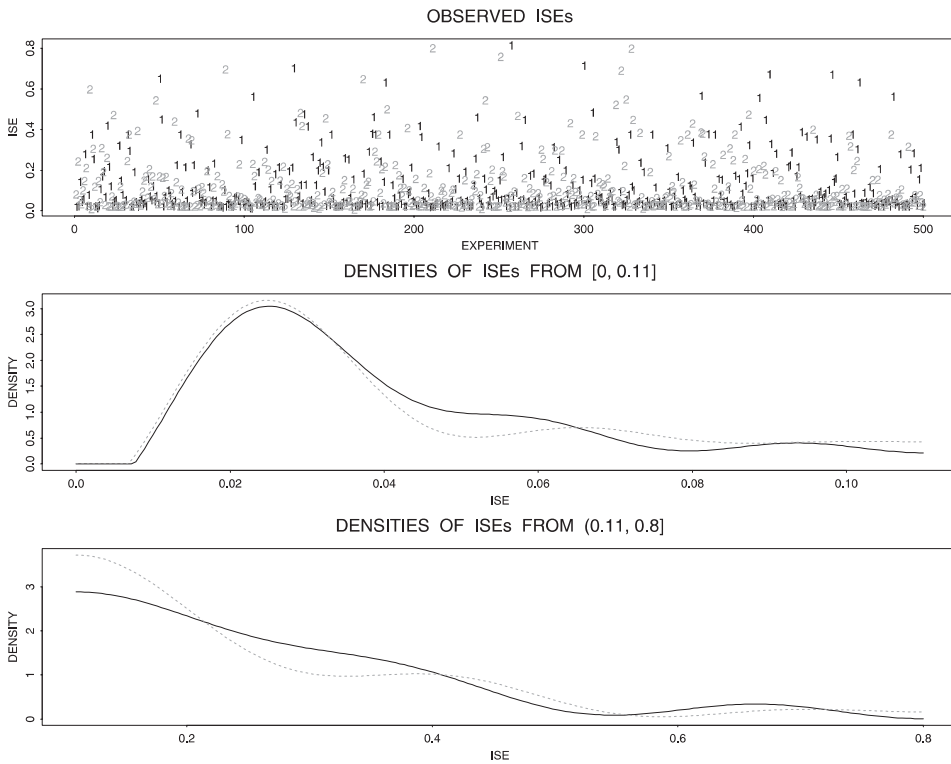 OBSERVED ISEs
ISE
0.8
0.6
0.4
0.2
0.0
0 100 200 300 400 500
EXPERIMENT
DENSITIES OF ISEs FROM [0, 0.11]
DENSITY
3.0
2.5
2.0
1.5
1.0
0.5
0.0
0.0 0.02 0.04 0.06 0.08 0.10
ISE
DENSITIES OF ISEs FROM (0.11, 0.8]
DENSITY
3
2
1
0
0.2 0.4 0.6 0.8
ISE